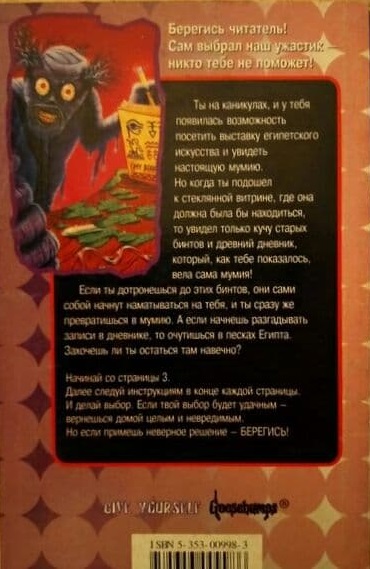 Берегись читатель!
Сам выбрал наш ужастик –
никто тебе не поможет!
Ты на каникулах, и у тебя
появилась возможность
посетить выставку египетского
искусства и увидеть
настоящую мумию.
Но когда ты подошел
к стеклянной витрине, где она
должна была бы находиться,
то увидел только кучу старых
бинтов и древний дневник,
который, как тебе показалось,
вела сама мумия!
Если ты дотронешься до этих бинтов, они сами
собой начнут наматываться на тебя, и ты сразу же
превратишься в мумию. А если начнешь разгадывать
записи в дневнике, то очутишься в песках Египта.
Захочешь ли ты остаться там навечно?
Начинай со страницы 3.
Далее следуй инструкциям в конце каждой страницы.
И делай выбор. Если твой выбор будет удачным –
вернешься домой целым и невредимым.
Но если примешь неверное решение – БЕРЕГИСЬ!
GIVE YOURSELF Goosebumps®
ISBN 5-353-00998-3